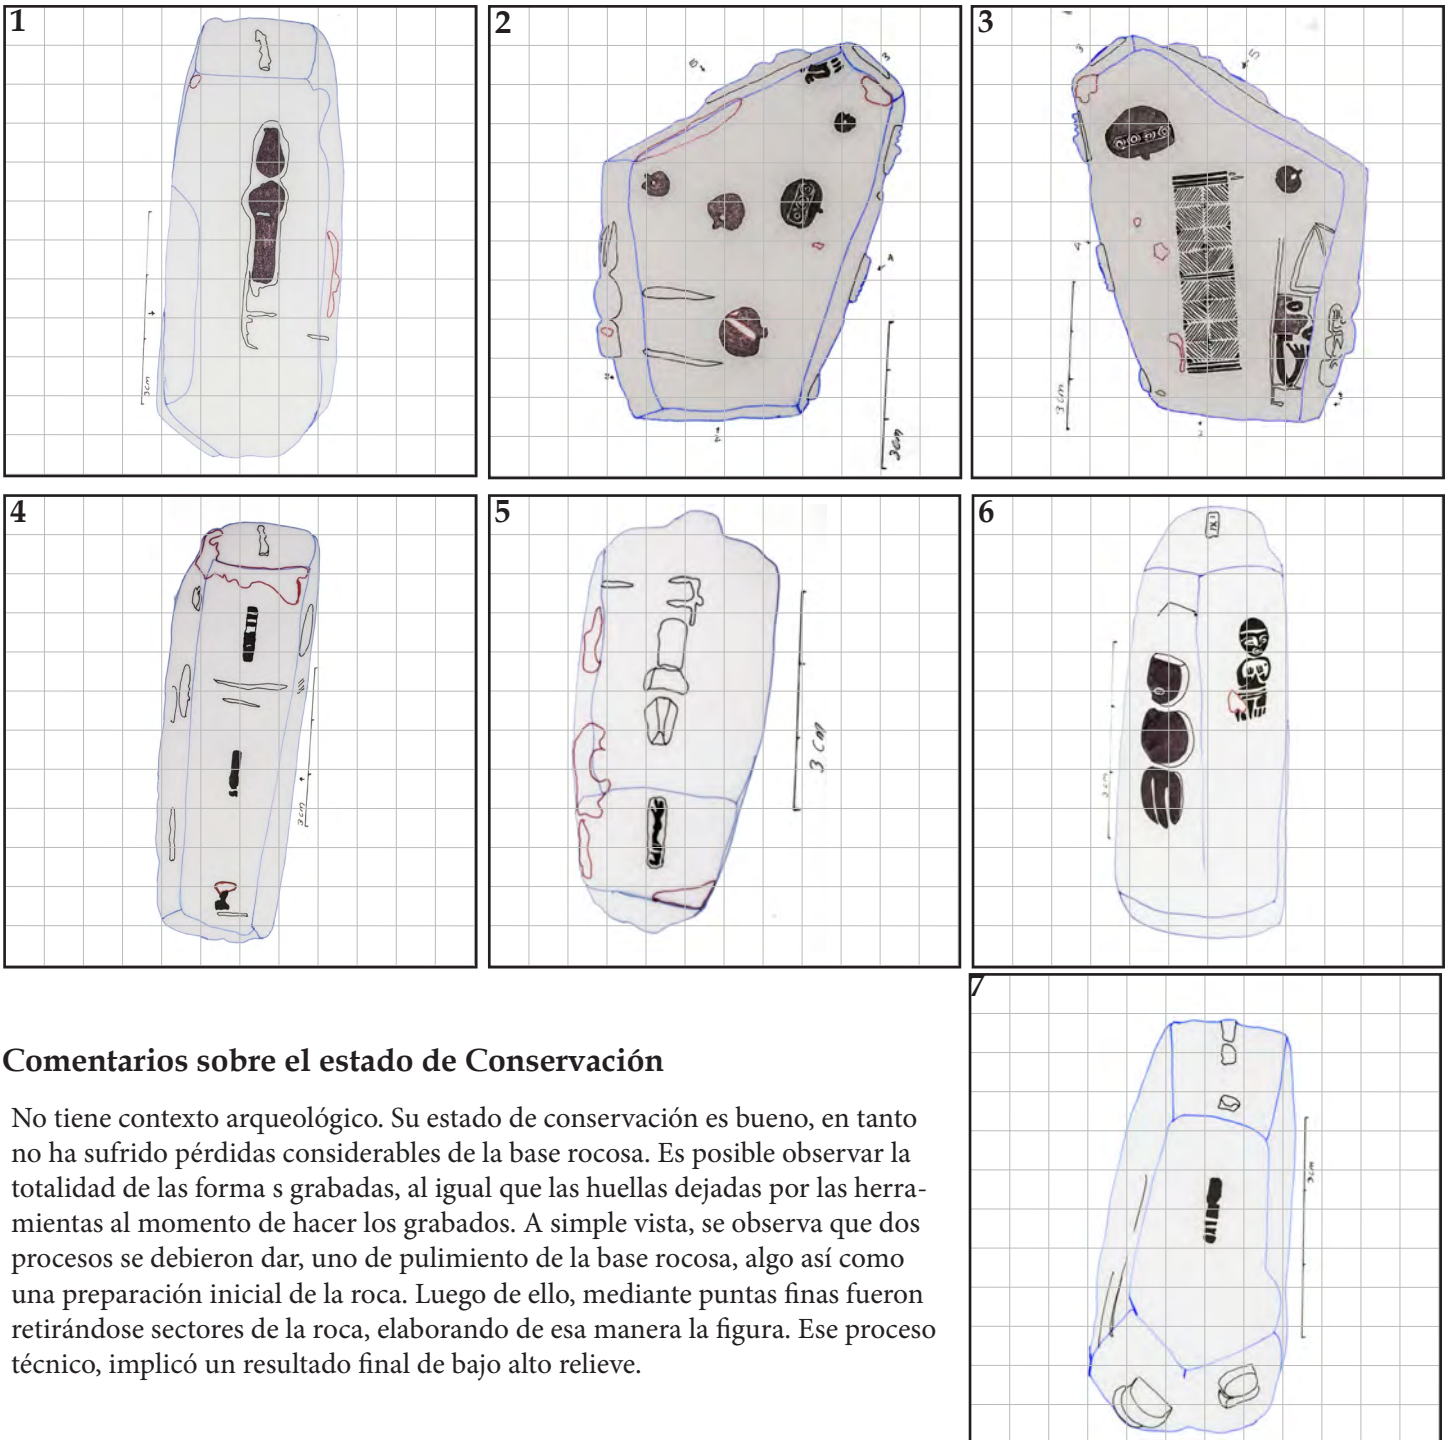 1
2
3
3
5
6
3
4
3cm
3cm
3cm
4
5
6
3cm
3 cm
3cm
7
3cm
Comentarios sobre el estado de Conservación
No tiene contexto arqueológico. Su estado de conservación es bueno, en tanto
no ha sufrido pérdidas considerables de la base rocosa. Es posible observar la
totalidad de las forma s grabadas, al igual que las huellas dejadas por las herra-
mientas al momento de hacer los grabados. A simple vista, se observa que dos
procesos se debieron dar, uno de pulimiento de la base rocosa, algo así como
una preparación inicial de la roca. Luego de ello, mediante puntas finas fueron
retirándose sectores de la roca, elaborando de esa manera la figura. Ese proceso
técnico, implicó un resultado final de bajo alto relieve.